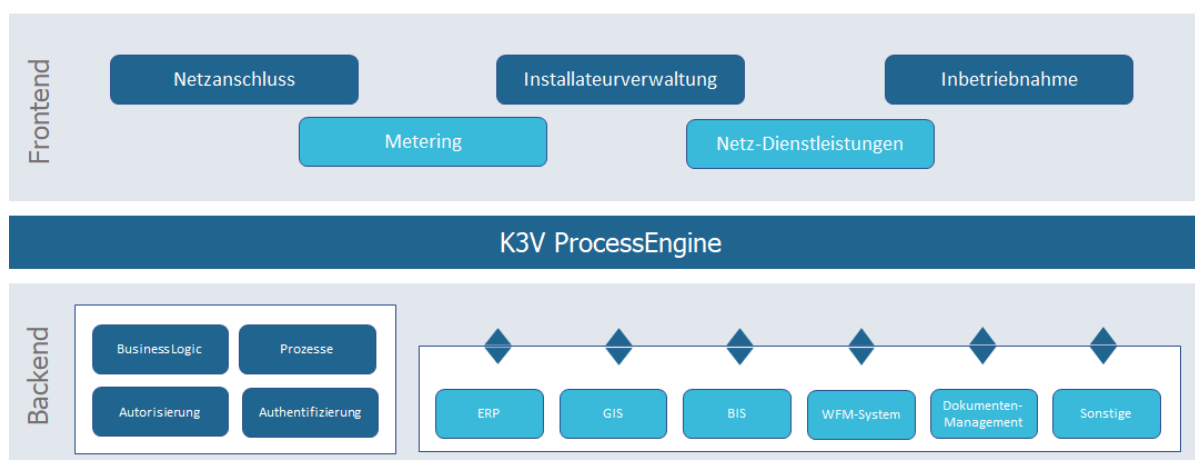 Frontend
Netzanschluss
Installateurverwaltung
Inbetriebnahme
Metering
Netz-Dienstleistungen
K3V ProcessEngine
Backend
BusinessLogic
Prozesse
Autorisierung
Authentifizierung
ERP
GIS
BIS
WFM-System
Dokumenten-
Management
Sonstige